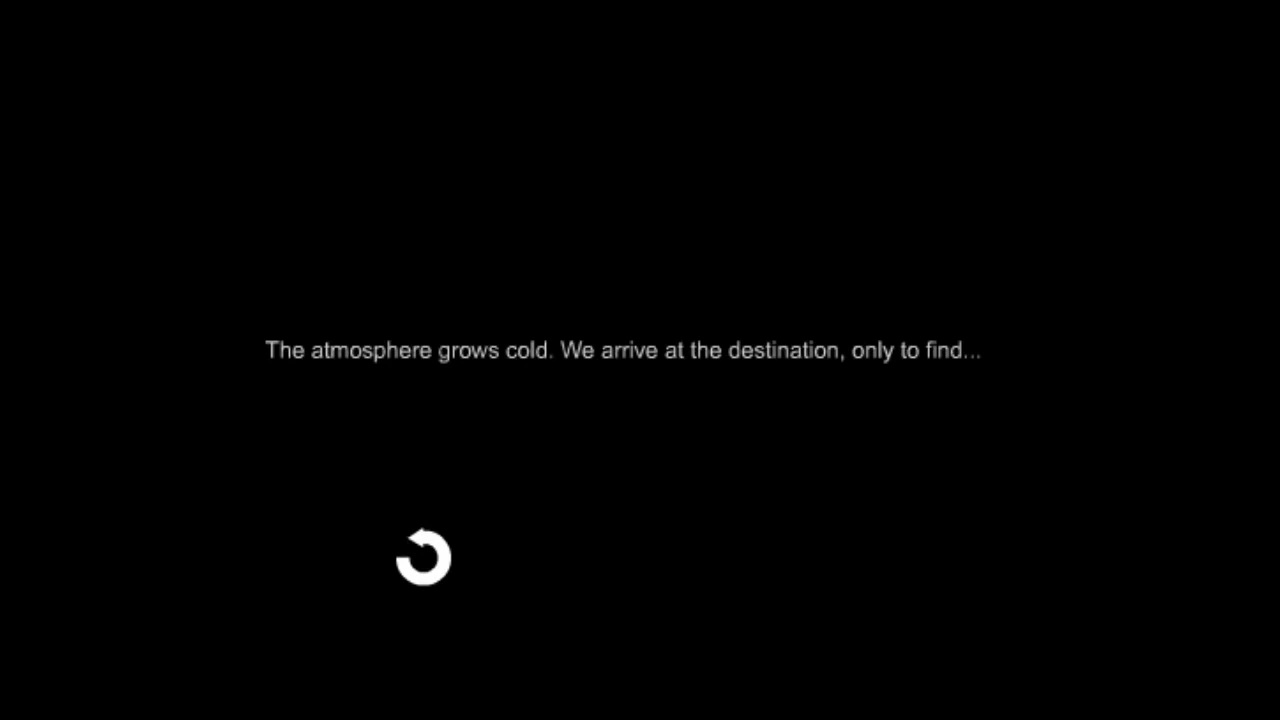 The atmosphere grows cold. We arrive at the destination, only to find...